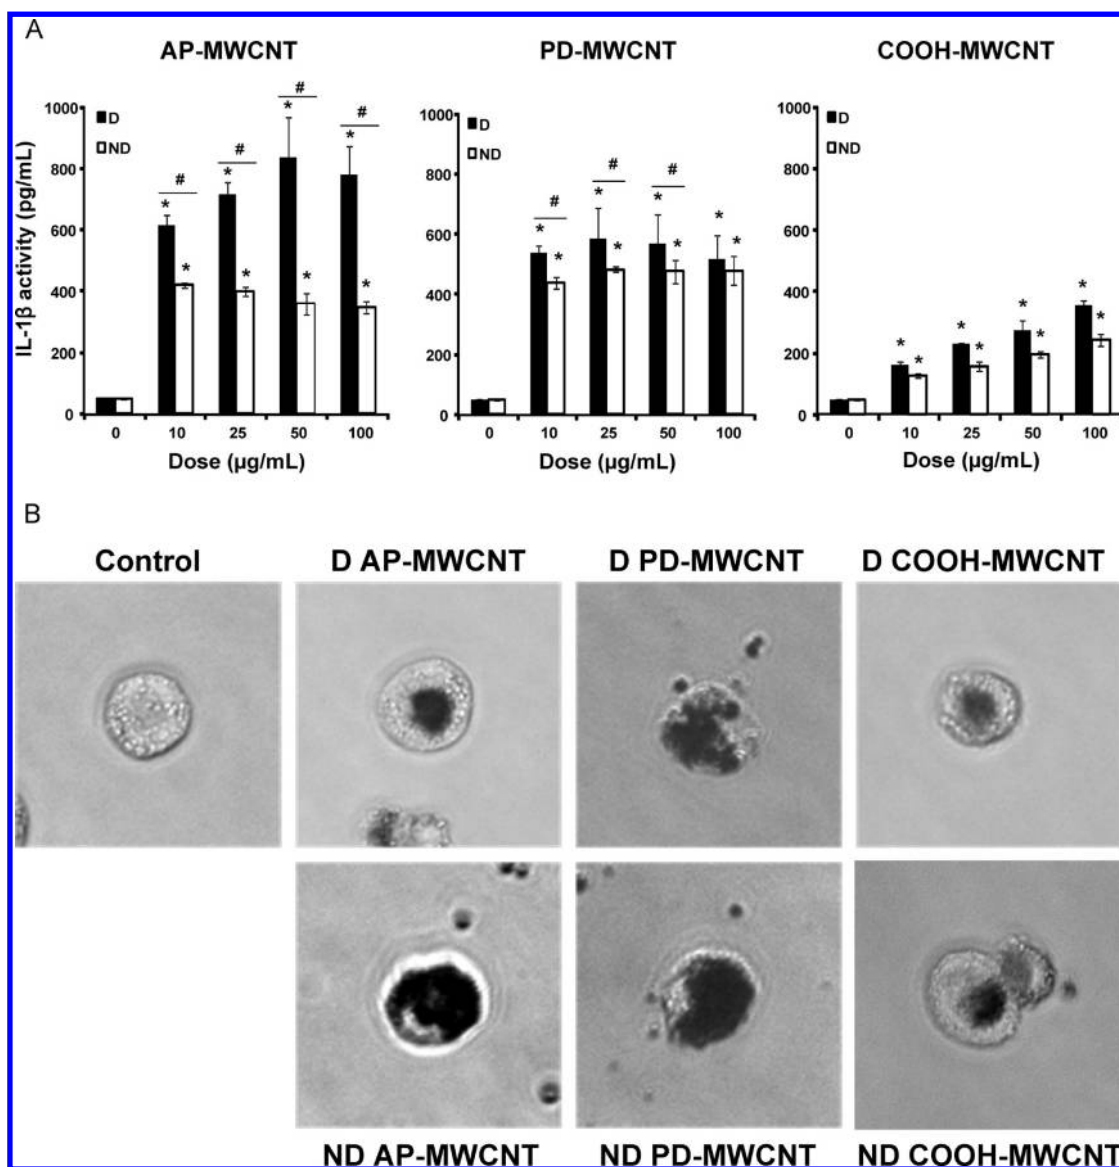 A
AP-MWCNT
PD-MWCNT
COOH-MWCNT
IL-1β activity (pg/mL)
1000
800
600
400
200
0
D
ND
*
*
#
*
*
#
*
*
#
*
*
#
0 10 25 50 100
Dose (µg/mL)
1000
800
600
400
200
0
D
ND
*
*
#
*
*
#
*
*
#
*
*
0 10 25 50 100
Dose (µg/mL)
1000
800
600
400
200
0
D
ND
*
*
*
*
*
*
*
*
0 10 25 50 100
Dose (µg/mL)
B
Control
D AP-MWCNT
D PD-MWCNT
D COOH-MWCNT
ND AP-MWCNT
ND PD-MWCNT
ND COOH-MWCNT